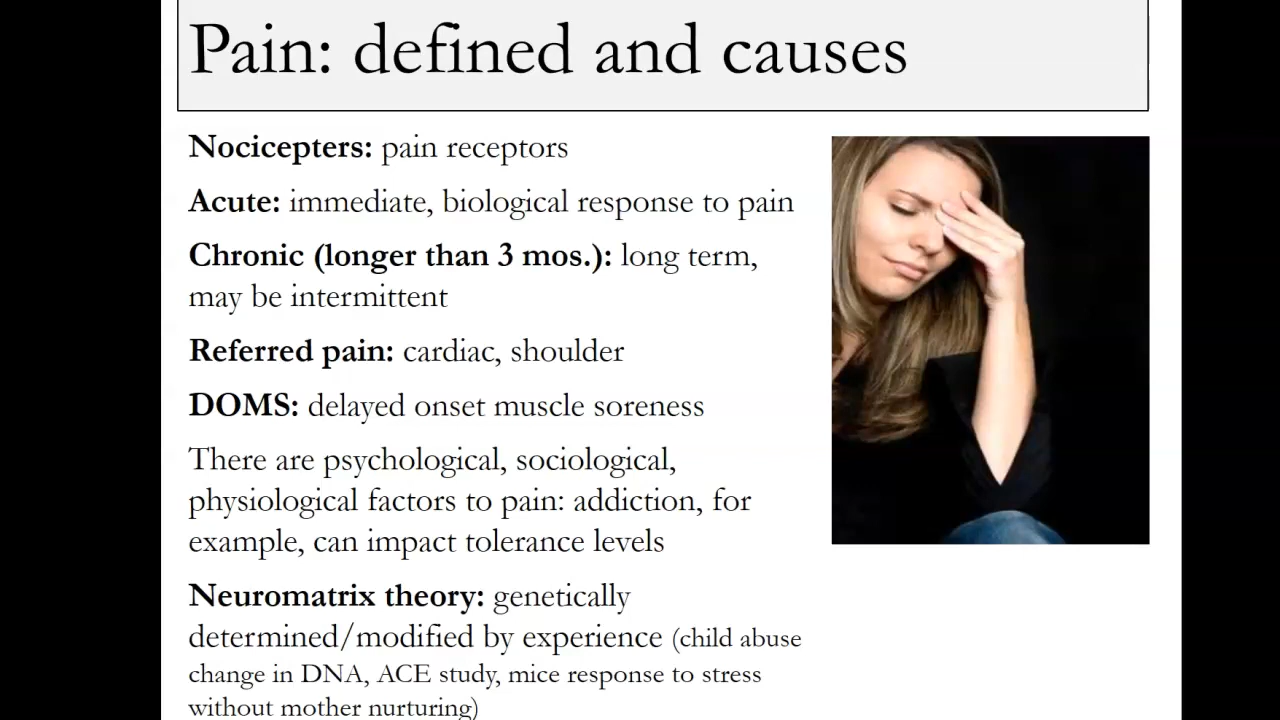 Pain: defined and causes
Nocicepters: pain receptors
Acute: immediate, biological response to pain
Chronic (longer than 3 mos.): long term,
may be intermittent
Referred pain: cardiac, shoulder
DOMS: delayed onset muscle soreness
There are psychological, sociological,
physiological factors to pain: addiction, for
example, can impact tolerance levels
Neuromatrix theory: genetically
determined/modified by experience (child abuse
change in DNA, ACE study, mice response to stress
without mother nurturing)